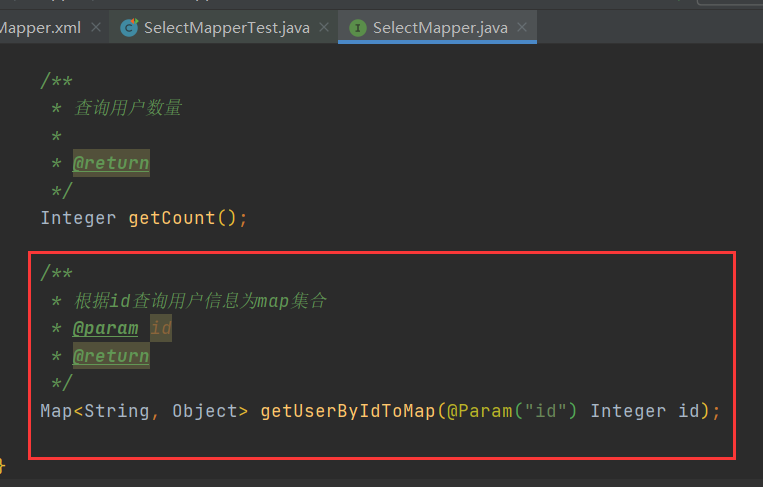 Mapper.xml × SelectMapperTest.java × SelectMapper.java ×
/**
* 查询用户数量
*
* @return
*/
Integer getCount();
/**
* 根据id查询用户信息为map集合
* @param id
* @return
*/
Map<String, Object> getUserByIdToMap(@Param("id") Integer id);
}